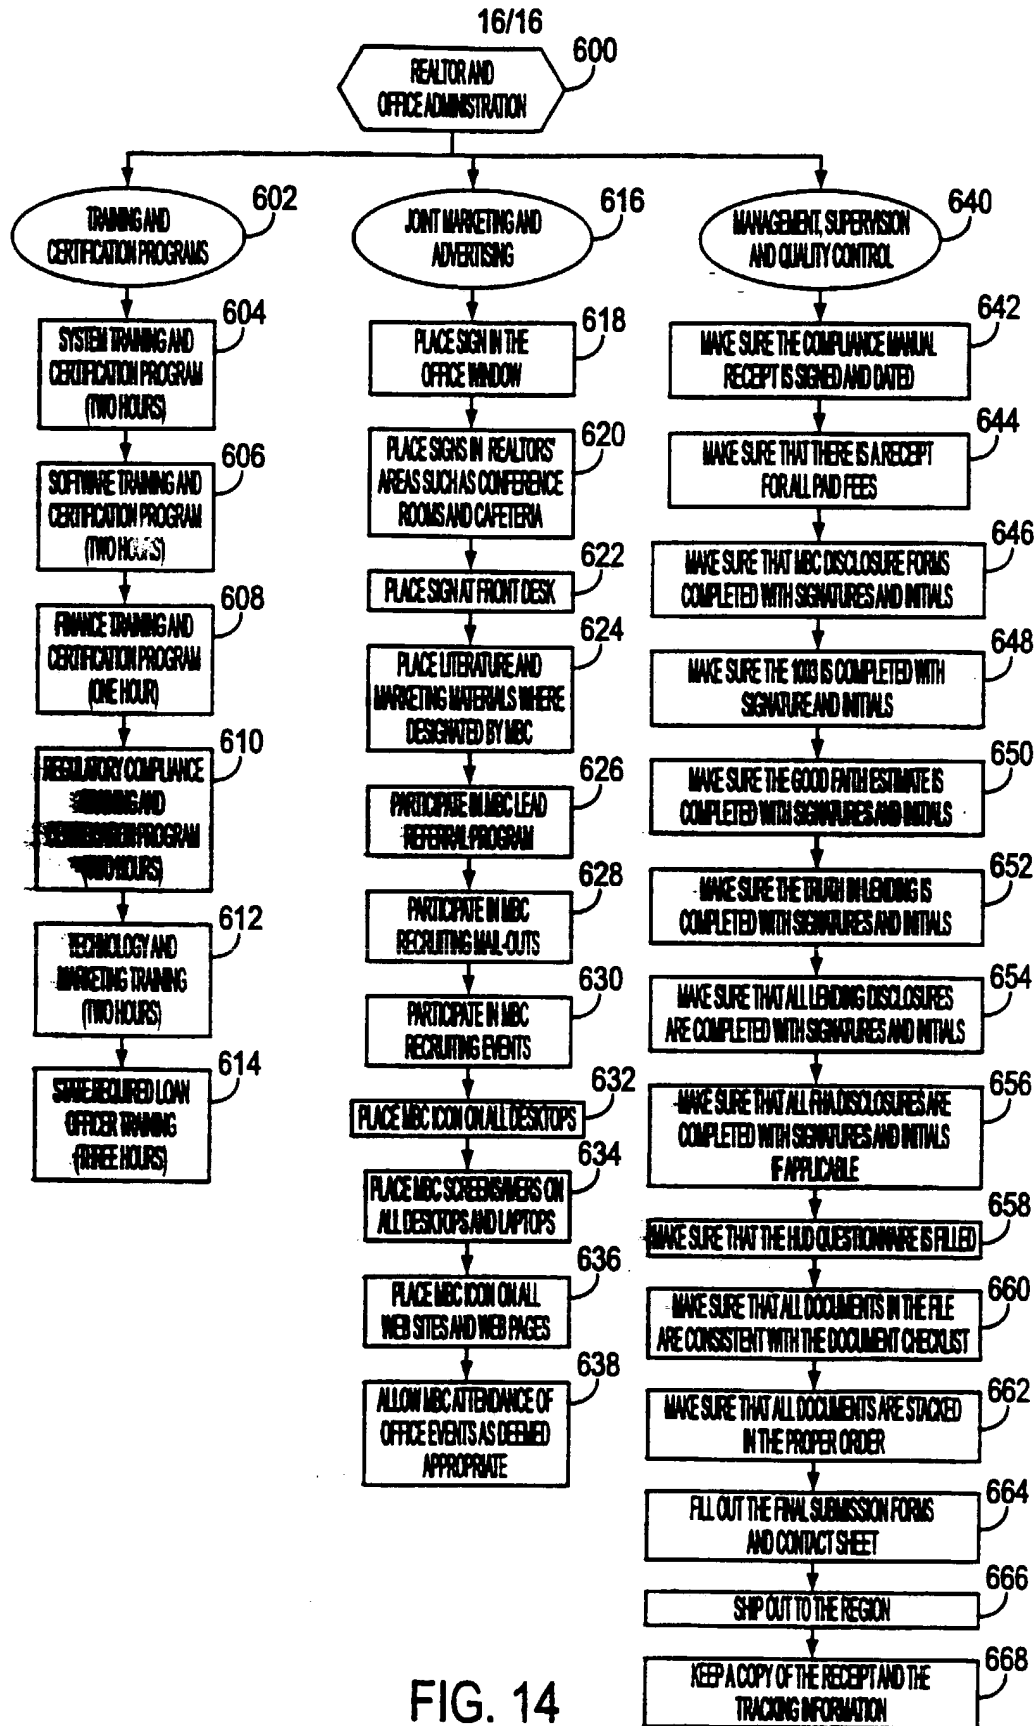 16/16
600
REALTOR AND
OFFICE ADMINISTRATION
602
TRAINING AND
CERTIFICATION PROGRAMS
604
SYSTEM TRAINING AND
CERTIFICATION PROGRAM
(TWO HOURS)
606
SOFTWARE TRAINING AND
CERTIFICATION PROGRAM
(TWO HOURS)
608
FINANCE TRAINING AND
CERTIFICATION PROGRAM
(ONE HOUR)
610
REGULATORY COMPLIANCE
TRAINING AND
CERTIFICATION PROGRAM
(TWO HOURS)
612
TECHNOLOGY AND
MARKETING TRAINING
(TWO HOURS)
614
STATE REQUIRED LOAN
OFFICER TRAINING
(THREE HOURS)
616
JOINT MARKETING AND
ADVERTISING
618
PLACE SIGN IN THE
OFFICE WINDOW
620
PLACE SIGNS IN REALTORS'
AREAS SUCH AS CONFERENCE
ROOMS AND CAFETERIA
622
PLACE SIGN AT FRONT DESK
624
PLACE LITERATURE AND
MARKETING MATERIALS WHERE
DESIGNATED BY MBC
626
PARTICIPATE IN MBC LEAD
REFERRAL PROGRAM
628
PARTICIPATE IN MBC
RECRUITING MAIL-OUTS
630
PARTICIPATE IN MBC
RECRUITING EVENTS
632
PLACE MBC ICON ON ALL DESKTOPS
634
PLACE MBC SCREENSAVERS ON
ALL DESKTOPS AND LAPTOPS
636
PLACE MBC ICON ON ALL
WEB SITES AND WEB PAGES
638
ALLOW MBC ATTENDANCE OF
OFFICE EVENTS AS DEEMED
APPROPRIATE
640
MANAGEMENT, SUPERVISION
AND QUALITY CONTROL
642
MAKE SURE THE COMPLIANCE MANUAL
RECEIPT IS SIGNED AND DATED
644
MAKE SURE THAT THERE IS A RECEIPT
FOR ALL PAID FEES
646
MAKE SURE THAT MBC DISCLOSURE FORMS
COMPLETED WITH SIGNATURES AND INITIALS
648
MAKE SURE THE 1003 IS COMPLETED WITH
SIGNATURE AND INITIALS
650
MAKE SURE THE GOOD FAITH ESTIMATE IS
COMPLETED WITH SIGNATURES AND INITIALS
652
MAKE SURE THE TRUTH IN LENDING IS
COMPLETED WITH SIGNATURES AND INITIALS
654
MAKE SURE THAT ALL LENDING DISCLOSURES
ARE COMPLETED WITH SIGNATURES AND INITIALS
656
MAKE SURE THAT ALL FHA DISCLOSURES ARE
COMPLETED WITH SIGNATURES AND INITIALS
IF APPLICABLE
658
MAKE SURE THAT THE HUD QUESTIONNAIRE IS FILLED
660
MAKE SURE THAT ALL DOCUMENTS IN THE FILE
ARE CONSISTENT WITH THE DOCUMENT CHECKLIST
662
MAKE SURE THAT ALL DOCUMENTS ARE STACKED
IN THE PROPER ORDER
664
FILL OUT THE FINAL SUBMISSION FORMS
AND CONTACT SHEET
666
SHIP OUT TO THE REGION
668
KEEP A COPY OF THE RECEIPT AND THE
TRACKING INFORMATION
FIG. 14